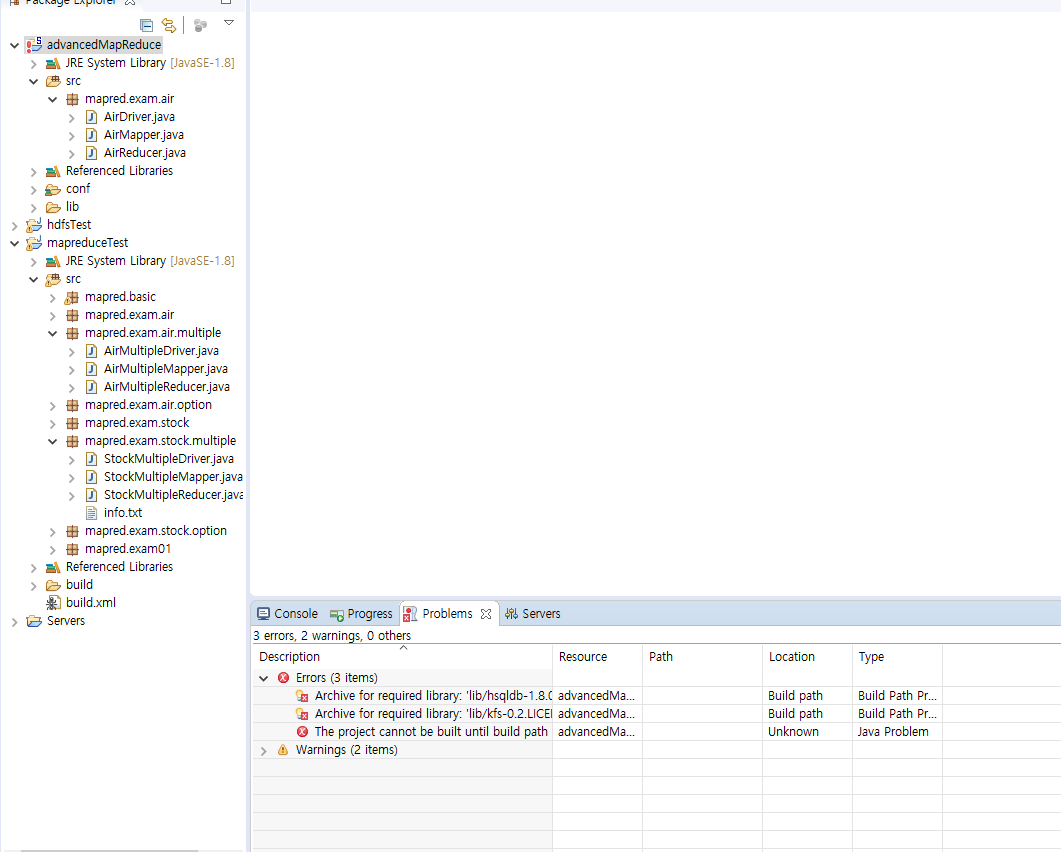 Package Explorer
advancedMapReduce
JRE System Library [JavaSE-1.8]
src
mapred.exam.air
AirDriver.java
AirMapper.java
AirReducer.java
Referenced Libraries
conf
lib
hdfsTest
mapreduceTest
JRE System Library [JavaSE-1.8]
src
mapred.basic
mapred.exam.air
mapred.exam.air.multiple
AirMultipleDriver.java
AirMultipleMapper.java
AirMultipleReducer.java
mapred.exam.air.option
mapred.exam.stock
mapred.exam.stock.multiple
StockMultipleDriver.java
StockMultipleMapper.java
StockMultipleReducer.java
info.txt
mapred.exam.stock.option
mapred.exam01
Referenced Libraries
build
build.xml
Servers
Console Progress Problems Servers
3 errors, 2 warnings, 0 others
Description Resource Path Location Type
Errors (3 items)
Archive for required library: 'lib/hsqldb-1.8.0 advancedMa... Build path Build Path Pr...
Archive for required library: 'lib/kfs-0.2.LICEN advancedMa... Build path Build Path Pr...
The project cannot be built until build path advancedMa... Unknown Java Problem
Warnings (2 items)